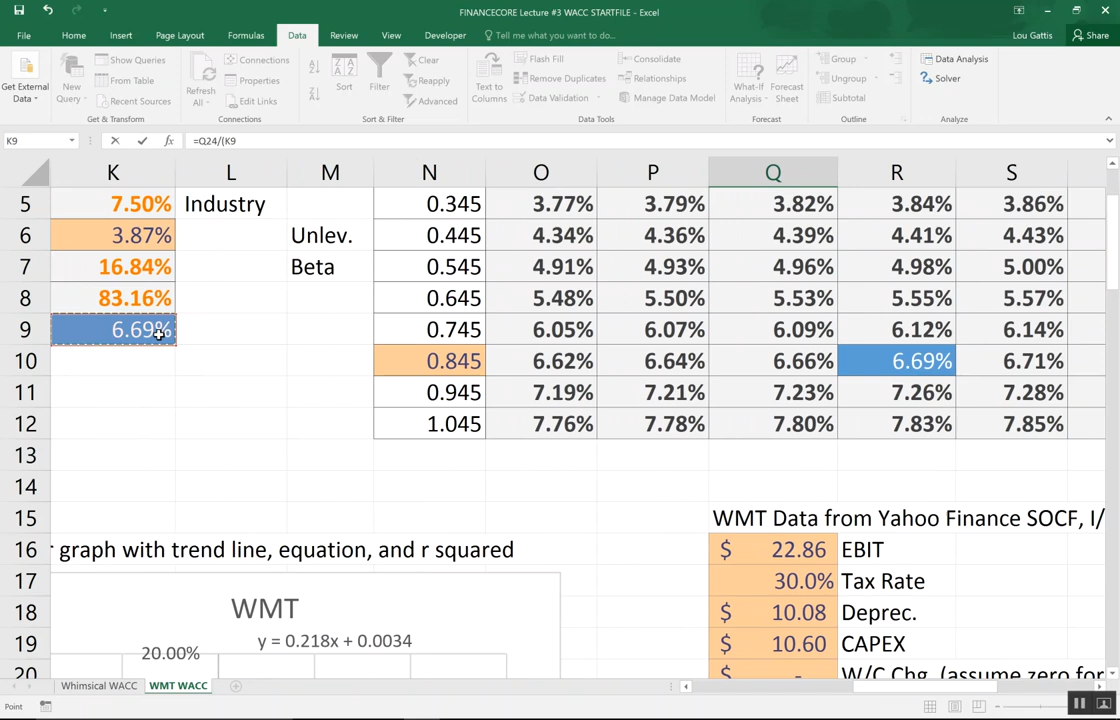 FINANCECORE Lecture #3 WACC STARTFILE - Excel
File Home Insert Page Layout Formulas Data Review View Developer Tell me what you want to do... Lou Gattis Share
Get External Data New Query Show Queries From Table Recent Sources Refresh All Connections Properties Edit Links Sort Filter Clear Reapply Advanced Text to Columns Flash Fill Remove Duplicates Data Validation Consolidate Relationships Manage Data Model What-If Analysis Forecast Sheet Group Ungroup Subtotal Data Analysis Solver
Get & Transform Connections Sort & Filter Data Tools Forecast Outline Analyze
K9 fx =Q24/(K9
K L M N O P Q R S
5 7.50% Industry 0.345 3.77% 3.79% 3.82% 3.84% 3.86%
6 3.87% Unlev. 0.445 4.34% 4.36% 4.39% 4.41% 4.43%
7 16.84% Beta 0.545 4.91% 4.93% 4.96% 4.98% 5.00%
8 83.16% 0.645 5.48% 5.50% 5.53% 5.55% 5.57%
9 6.69% 0.745 6.05% 6.07% 6.09% 6.12% 6.14%
10 0.845 6.62% 6.64% 6.66% 6.69% 6.71%
11 0.945 7.19% 7.21% 7.23% 7.26% 7.28%
12 1.045 7.76% 7.78% 7.80% 7.83% 7.85%
13
14
15 WMT Data from Yahoo Finance SOCF, I/
16 r graph with trend line, equation, and r squared $ 22.86 EBIT
17 30.0% Tax Rate
18 WMT $ 10.08 Deprec.
19 y = 0.218x + 0.0034 $ 10.60 CAPEX
20.00%
20 $ - W/C Chg. (assume zero for
Whimsical WACC WMT WACC
Point